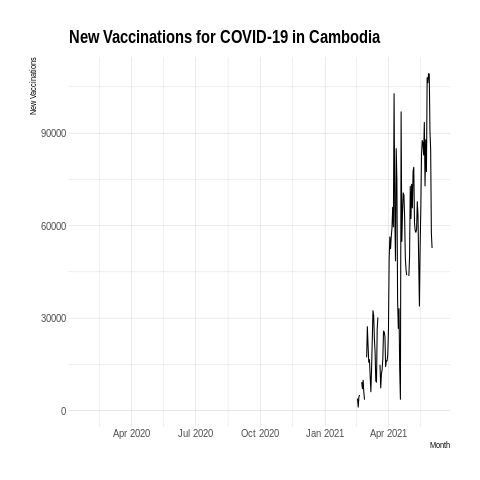 New Vaccinations for COVID-19 in Cambodia
New Vaccinations
90000
60000
30000
0
Apr 2020 Jul 2020 Oct 2020 Jan 2021 Apr 2021
Month